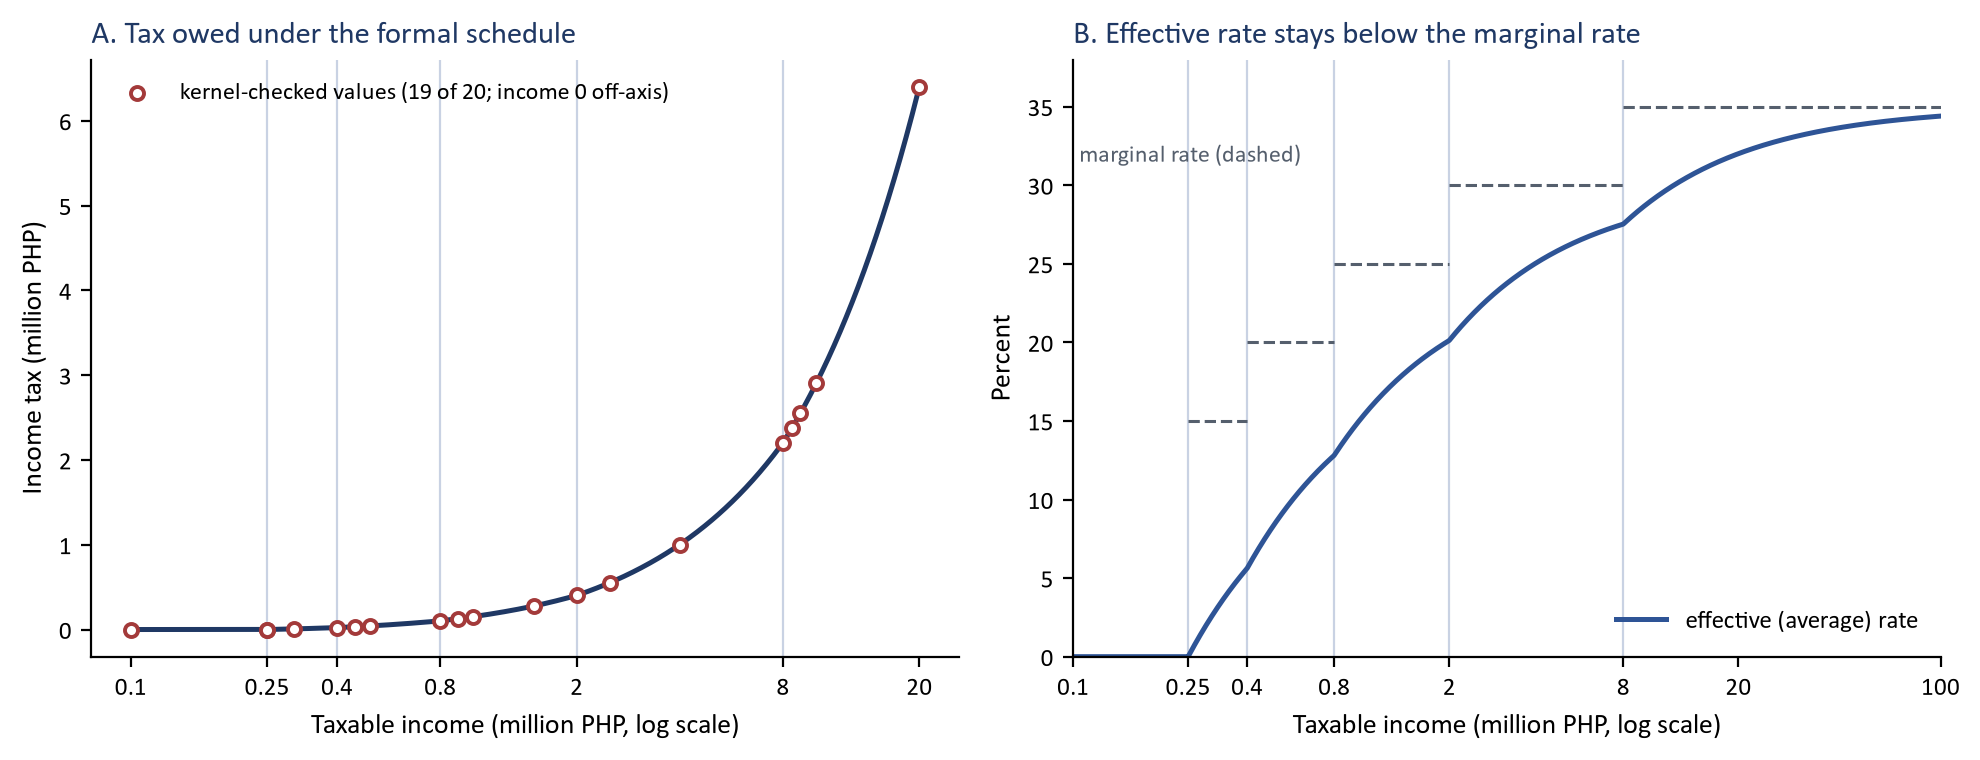 A. Tax owed under the formal schedule
kernel-checked values (19 of 20; income 0 off-axis)
Income tax (million PHP)
6
5
4
3
2
1
0
0.1 0.25 0.4 0.8 2 8 20
Taxable income (million PHP, log scale)
B. Effective rate stays below the marginal rate
marginal rate (dashed)
Percent
35
30
25
20
15
10
5
0
effective (average) rate
0.1 0.25 0.4 0.8 2 8 20 100
Taxable income (million PHP, log scale)